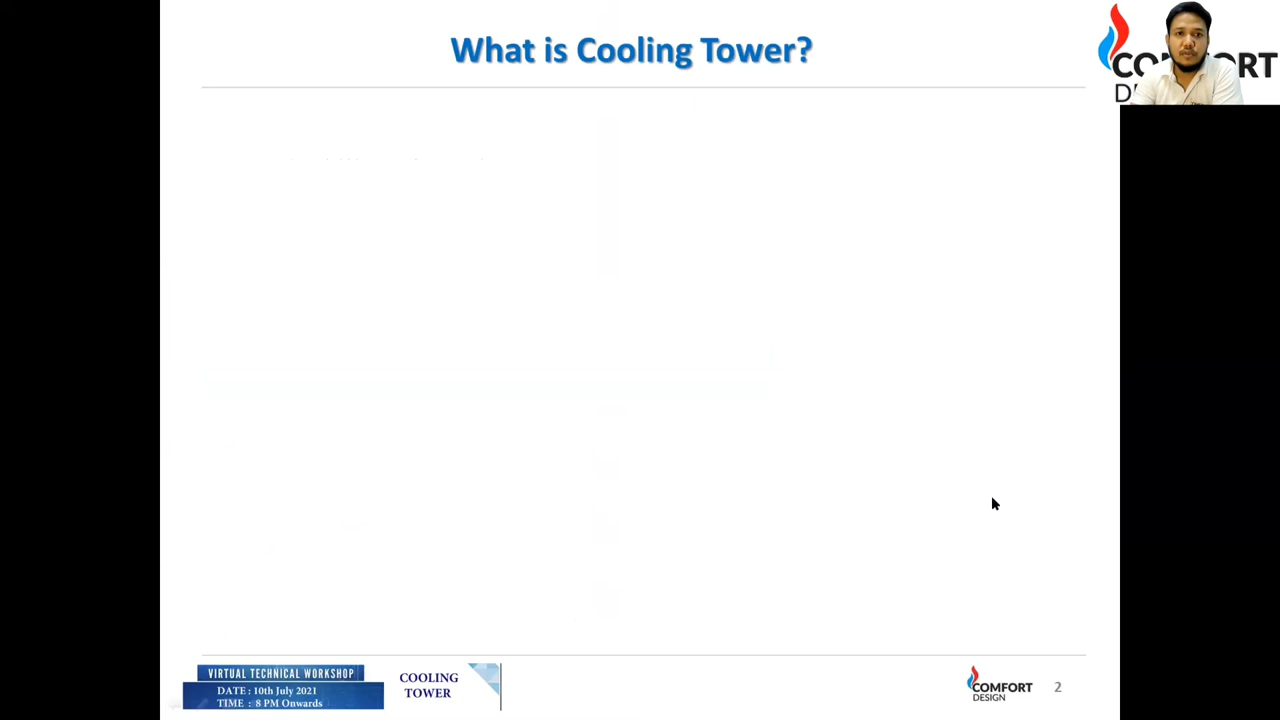 What is Cooling Tower?
VIRTUAL TECHNICAL WORKSHOP
DATE : 10th July 2021
TIME : 8 PM Onwards
COOLING
TOWER
COMFORT
DESIGN
2